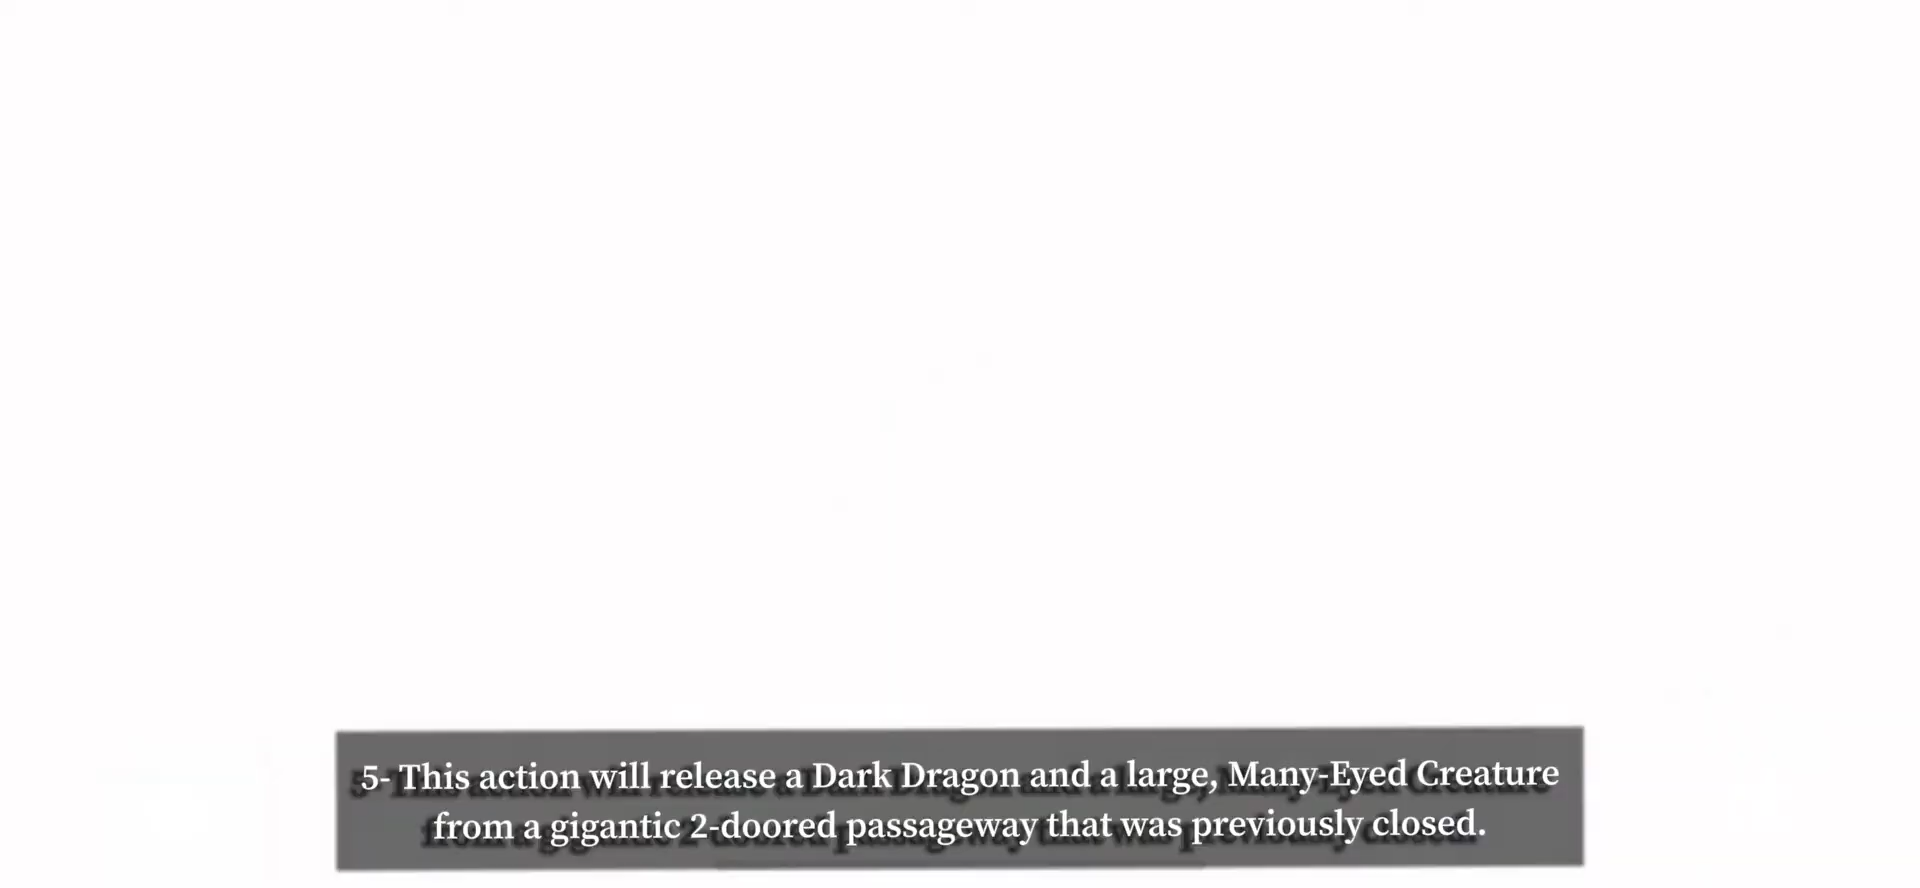 5- This action will release a Dark Dragon and a large, Many-Eyed Creature
from a gigantic 2-doored passageway that was previously closed.